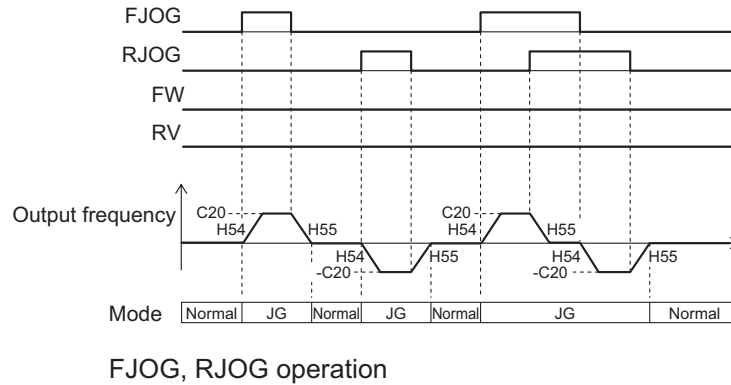 FJOG
RJOG
FW
RV
Output frequency
C20
H54
H55
H54
-C20
H55
C20
H54
H55
H54
-C20
H55
Mode
Normal
JG
Normal
JG
Normal
JG
Normal
FJOG, RJOG operation